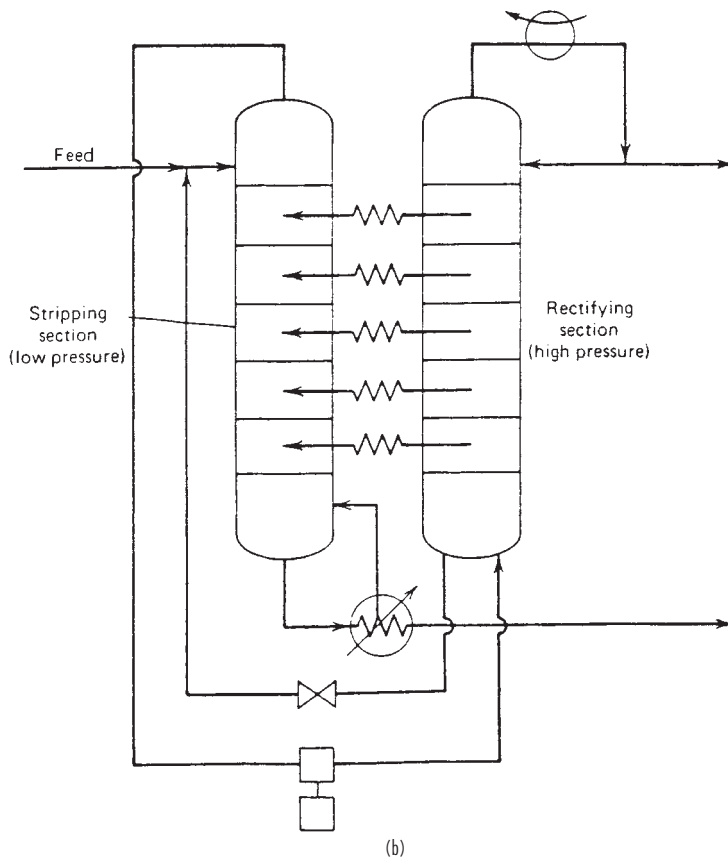 Feed
Stripping
section
(low pressure)
Rectifying
section
(high pressure)
(b)